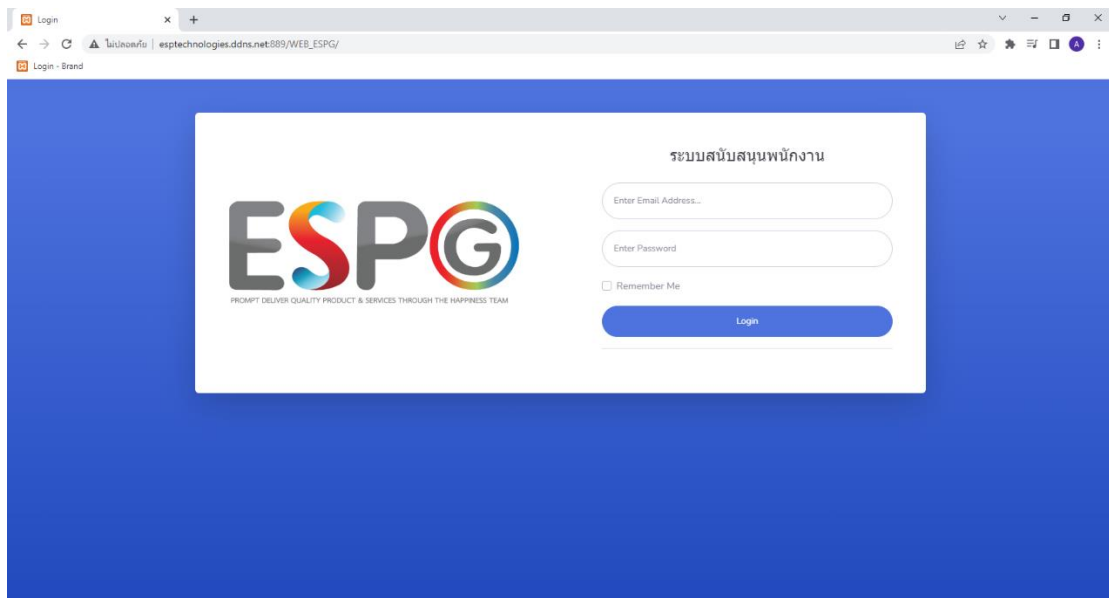 Login
ไม่ปลอดภัย | esptechnologies.ddns.net:889/WEB_ESPG/
A
Login - Brand
ระบบสนับสนุนพนักงาน
Enter Email Address...
ESPG
Enter Password
Remember Me
PROMPT DELIVER QUALITY PRODUCT & SERVICES THROUGH THE HAPPINESS TEAM
Login